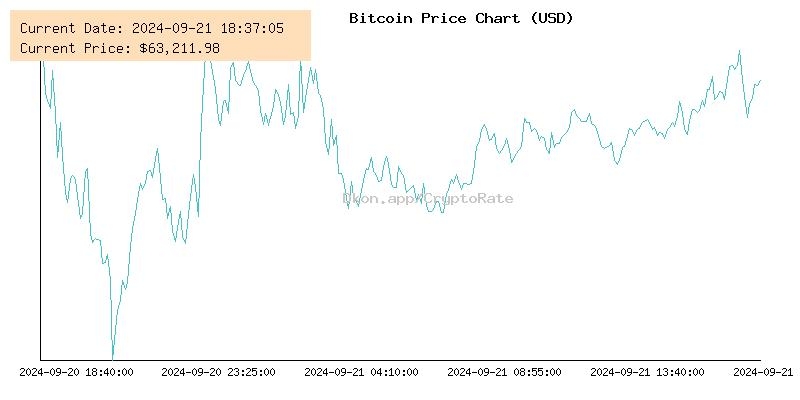 Bitcoin Price Chart (USD)
Current Date: 2024-09-21 18:37:05
Current Price: $63,211.98
Dkon.app/CryptoRate
2024-09-20 18:40:00 2024-09-20 23:25:00 2024-09-21 04:10:00 2024-09-21 08:55:00 2024-09-21 13:40:00 2024-09-21